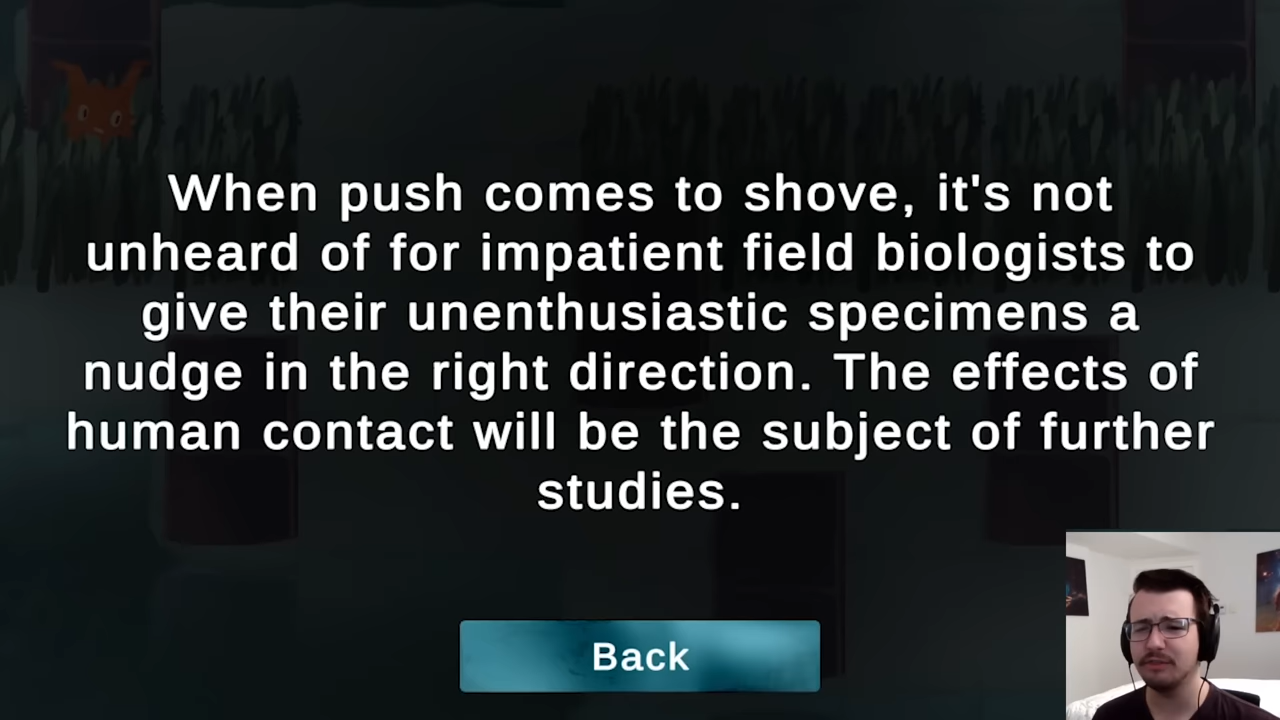 When push comes to shove, it's not
unheard of for impatient field biologists to
give their unenthusiastic specimens a
nudge in the right direction. The effects of
human contact will be the subject of further
studies.
Back